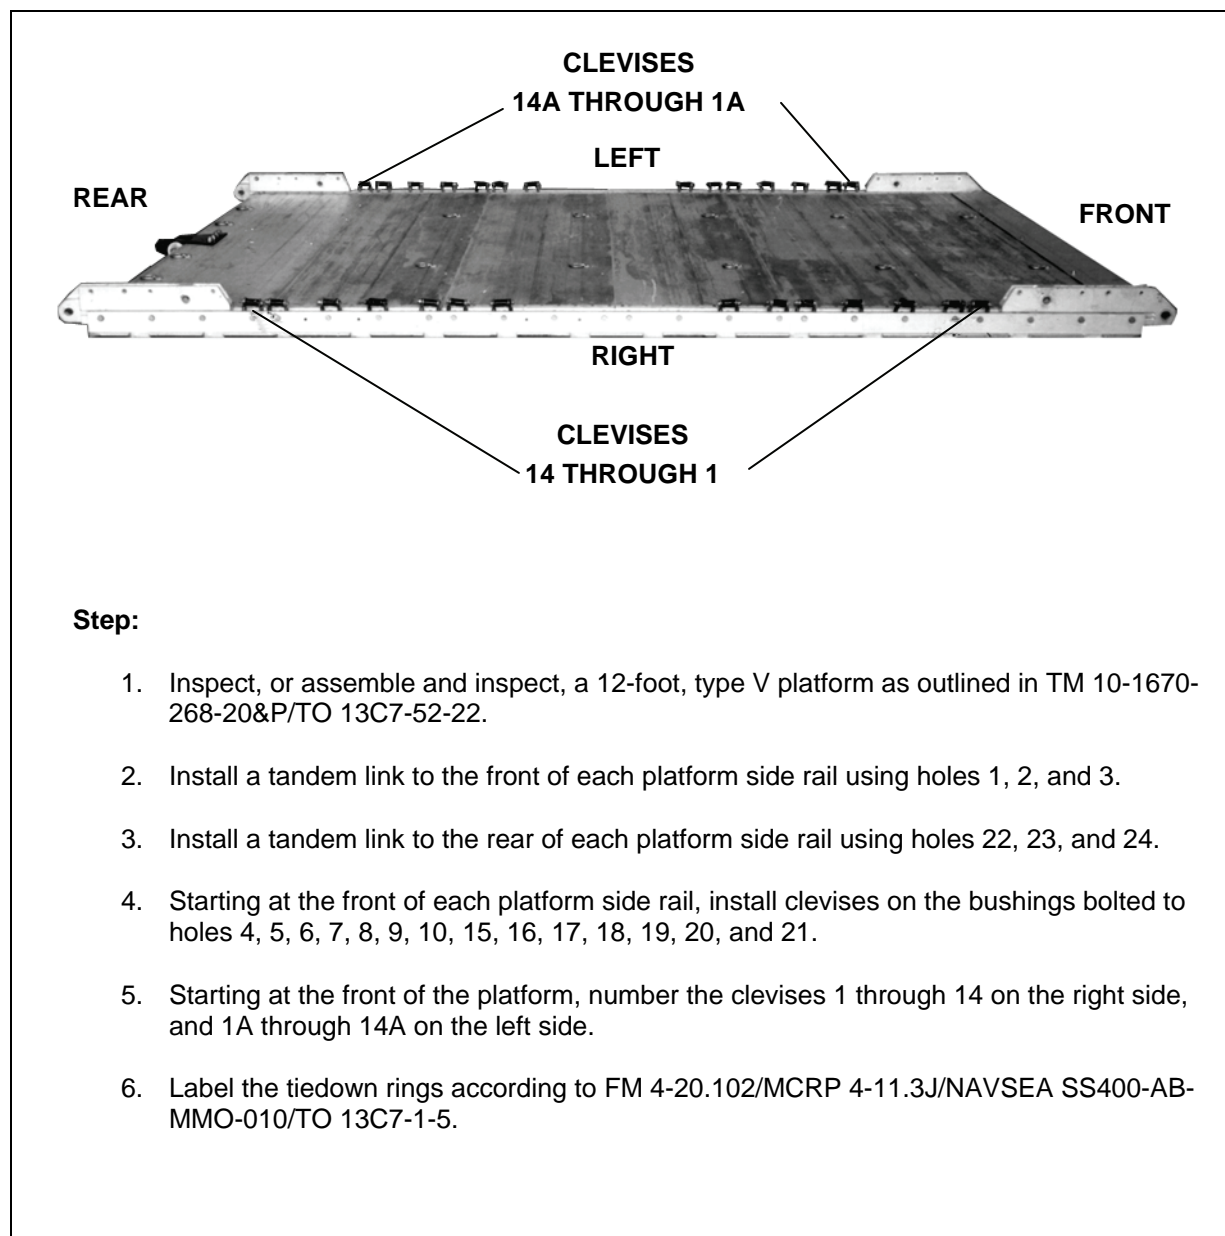 CLEVISES
14A THROUGH 1A
LEFT
REAR
FRONT
RIGHT
CLEVISES
14 THROUGH 1
Step:
1. Inspect, or assemble and inspect, a 12-foot, type V platform as outlined in TM 10-1670-
268-20&P/TO 13C7-52-22.
2. Install a tandem link to the front of each platform side rail using holes 1, 2, and 3.
3. Install a tandem link to the rear of each platform side rail using holes 22, 23, and 24.
4. Starting at the front of each platform side rail, install clevises on the bushings bolted to
holes 4, 5, 6, 7, 8, 9, 10, 15, 16, 17, 18, 19, 20, and 21.
5. Starting at the front of the platform, number the clevises 1 through 14 on the right side,
and 1A through 14A on the left side.
6. Label the tiedown rings according to FM 4-20.102/MCRP 4-11.3J/NAVSEA SS400-AB-
MMO-010/TO 13C7-1-5.